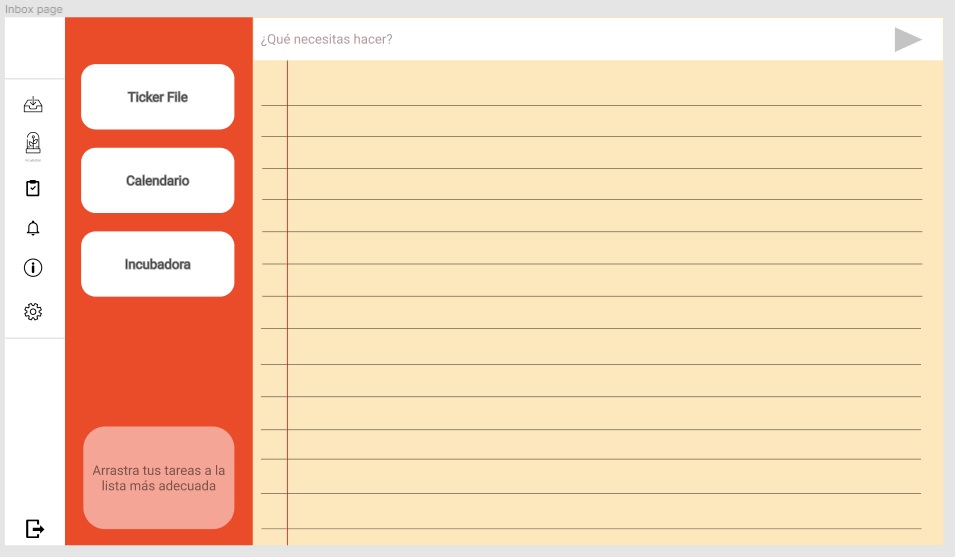 Inbox page
¿Qué necesitas hacer?
Ticker File
Calendario
Incubadora
Arrastra tus tareas a la
lista más adecuada